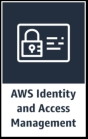 AWS Identity
and Access
Management